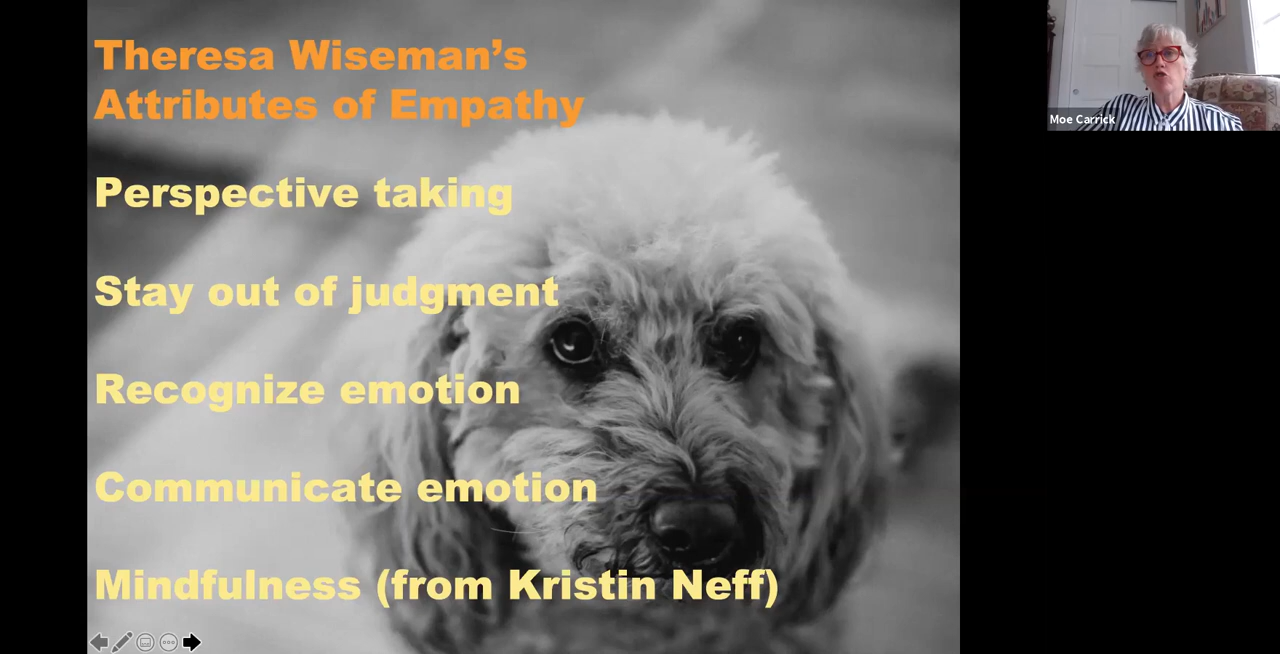 Theresa Wiseman’s
Attributes of Empathy
Perspective taking
Stay out of judgment
Recognize emotion
Communicate emotion
Mindfulness (from Kristin Neff)
Moe Carrick